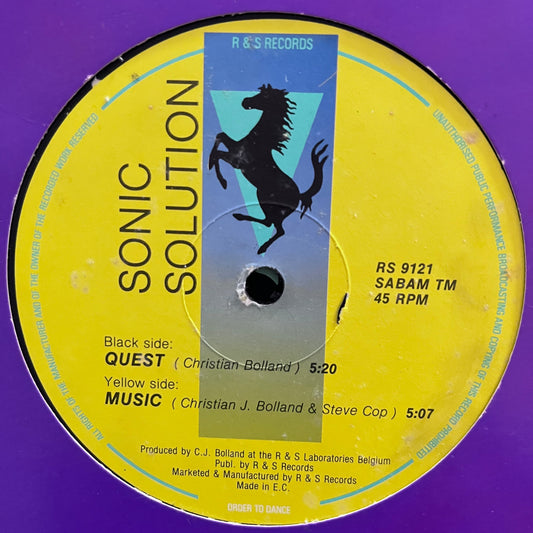 R & S RECORDS
SONIC
SOLUTION
RS 9121
SABAM TM
45 RPM
Black side:
QUEST ( Christian Bolland ) 5:20
Yellow side:
MUSIC ( Christian J. Bolland & Steve Cop ) 5:07
Produced by C.J. Bolland at the R & S Laboratories Belgium
Publ. by R & S Records
Marketed & Manufactured by R & S Records
Made in E.C.
ORDER TO DANCE
ALL RIGHTS OF THE MANUFACTURER AND OF THE OWNER OF THE RECORDED WORK RESERVED
UNAUTHORISED PUBLIC PERFORMANCE BROADCASTING AND COPYING OF THIS RECORD PROHIBITED